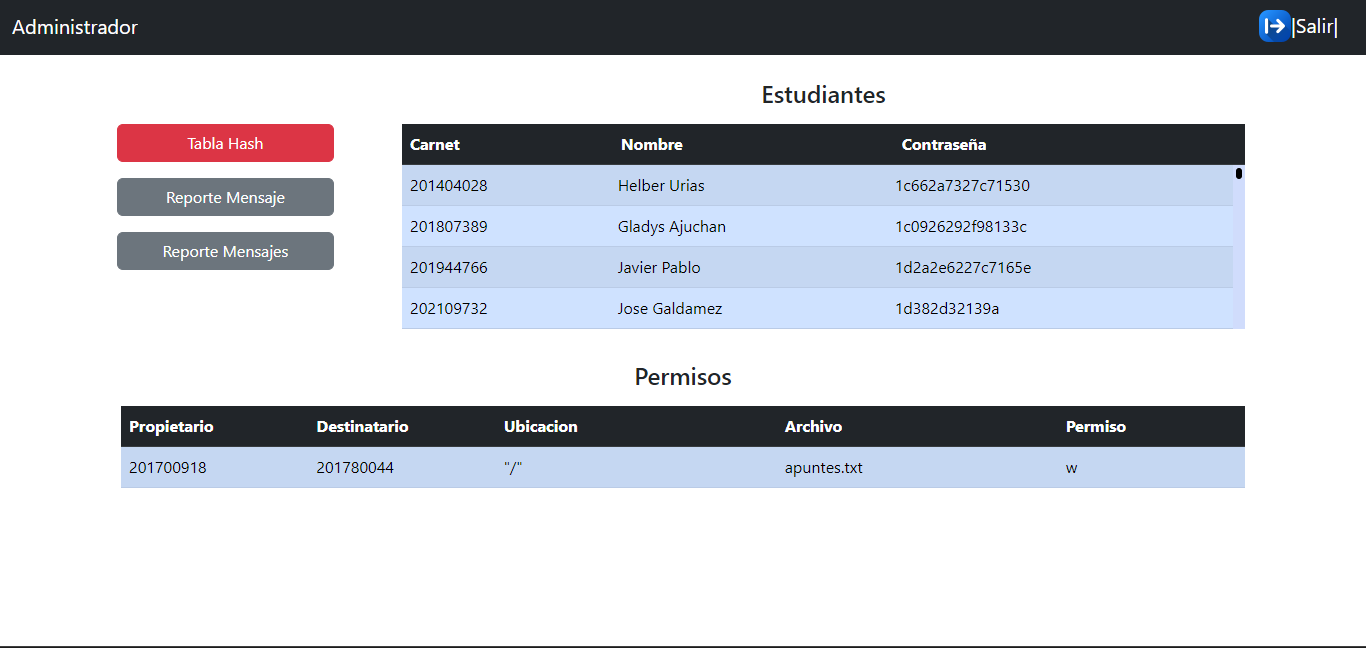 Administrador |Salir|
Estudiantes
Tabla Hash
Reporte Mensaje
Reporte Mensajes
Carnet Nombre Contraseña
201404028 Helber Urias 1c662a7327c71530
201807389 Gladys Ajuchan 1c0926292f98133c
201944766 Javier Pablo 1d2a2e6227c7165e
202109732 Jose Galdamez 1d382d32139a
Permisos
Propietario Destinatario Ubicacion Archivo Permiso
201700918 201780044 "/" apuntes.txt w